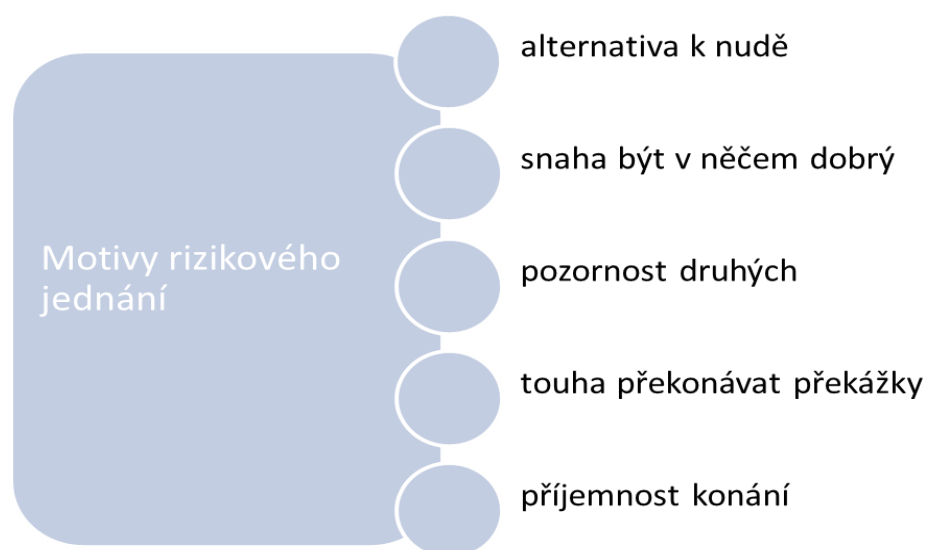 Motivy rizikového
jednání
alternativa k nudě
snaha být v něčem dobrý
pozornost druhých
touha překonávat překážky
příjemnost konání